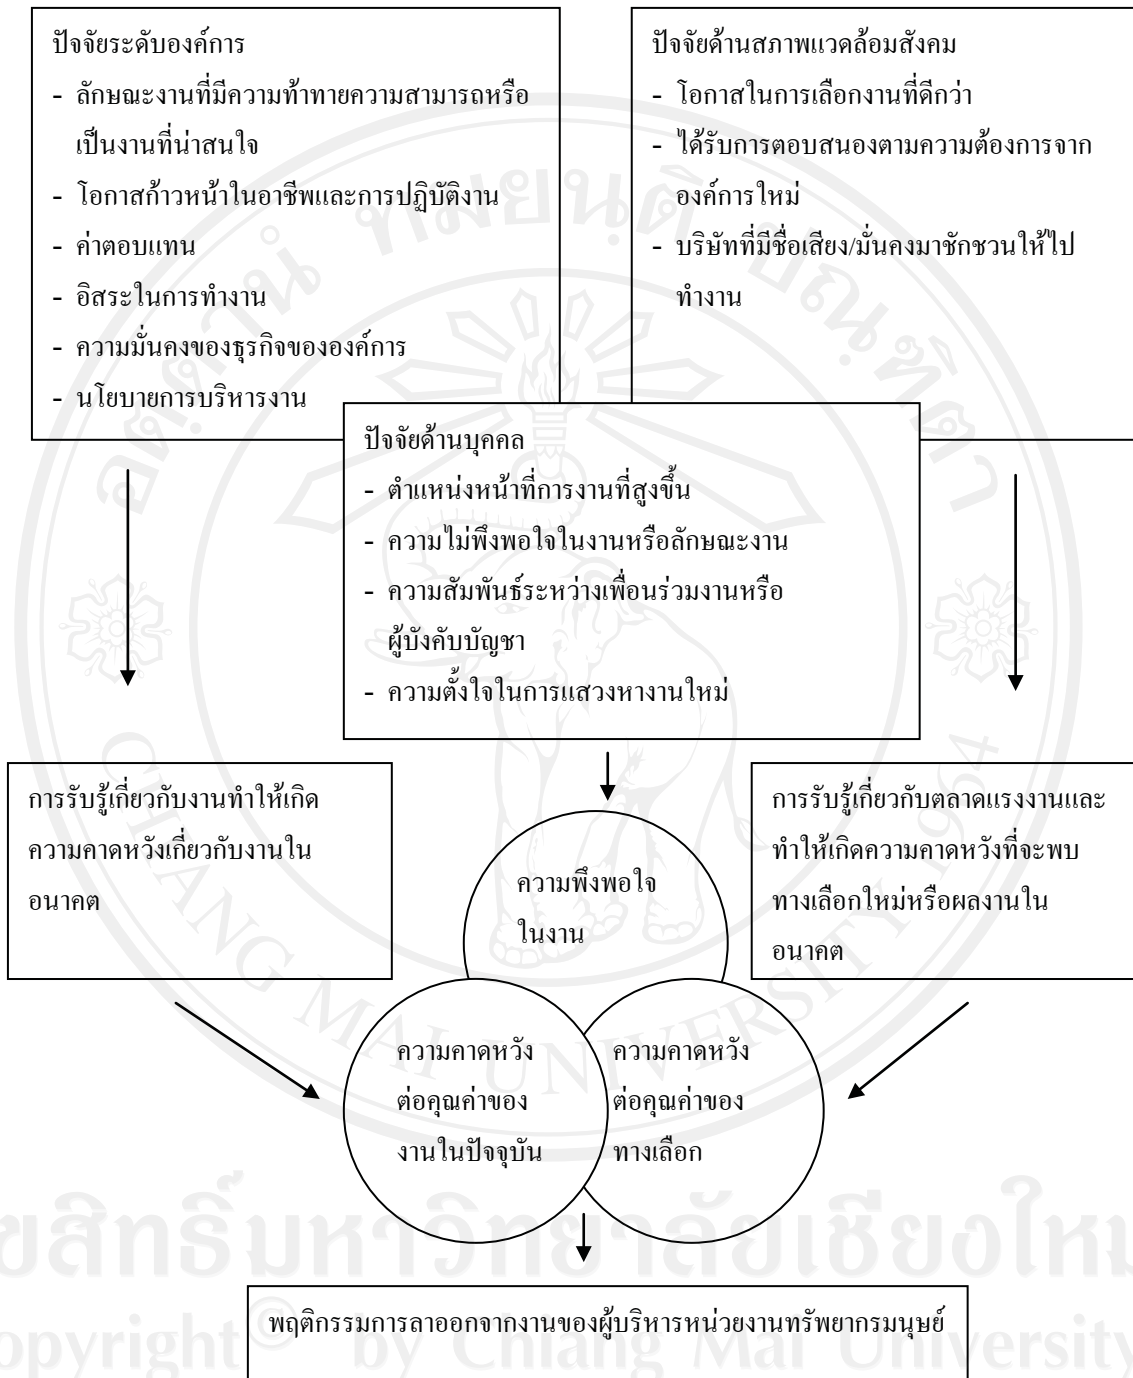 ปัจจัยระดับองค์การ
- ลักษณะงานที่มีความท้าทายความสามารถหรือ
เป็นงานที่น่าสนใจ
- โอกาสก้าวหน้าในอาชีพและการปฏิบัติงาน
- ค่าตอบแทน
- อิสระในการทำงาน
- ความมั่นคงของธุรกิจขององค์การ
- นโยบายการบริหารงาน
ปัจจัยด้านสภาพแวดล้อมสังคม
- โอกาสในการเลือกงานที่ดีกว่า
- ได้รับการตอบสนองตามความต้องการจาก
องค์การใหม่
- บริษัทที่มีชื่อเสียง/มั่นคงมาชักชวนให้ไป
ทำงาน
ปัจจัยด้านบุคคล
- ตำแหน่งหน้าที่การงานที่สูงขึ้น
- ความไม่พึงพอใจในงานหรือลักษณะงาน
- ความสัมพันธ์ระหว่างเพื่อนร่วมงานหรือ
ผู้บังคับบัญชา
- ความตั้งใจในการแสวงหางานใหม่
การรับรู้เกี่ยวกับงานทำให้เกิด
ความคาดหวังเกี่ยวกับงานใน
อนาคต
การรับรู้เกี่ยวกับตลาดแรงงานและ
ทำให้เกิดความคาดหวังที่จะพบ
ทางเลือกใหม่หรือผลงานใน
อนาคต
ความพึงพอใจ
ในงาน
ความคาดหวัง
ต่อคุณค่าของ
งานในปัจจุบัน
ความคาดหวัง
ต่อคุณค่าของ
ทางเลือก
พฤติกรรมการลาออกจากงานของผู้บริหารหน่วยงานทรัพยากรมนุษย์
อตฺตานํ ทมยนฺติ ปณฺฑิตา
CHIANG MAI UNIVERSITY 1964
ขสิทธิ์มหาวิทยาลัยเชียงใหม
opyright © by Chiang Mai University